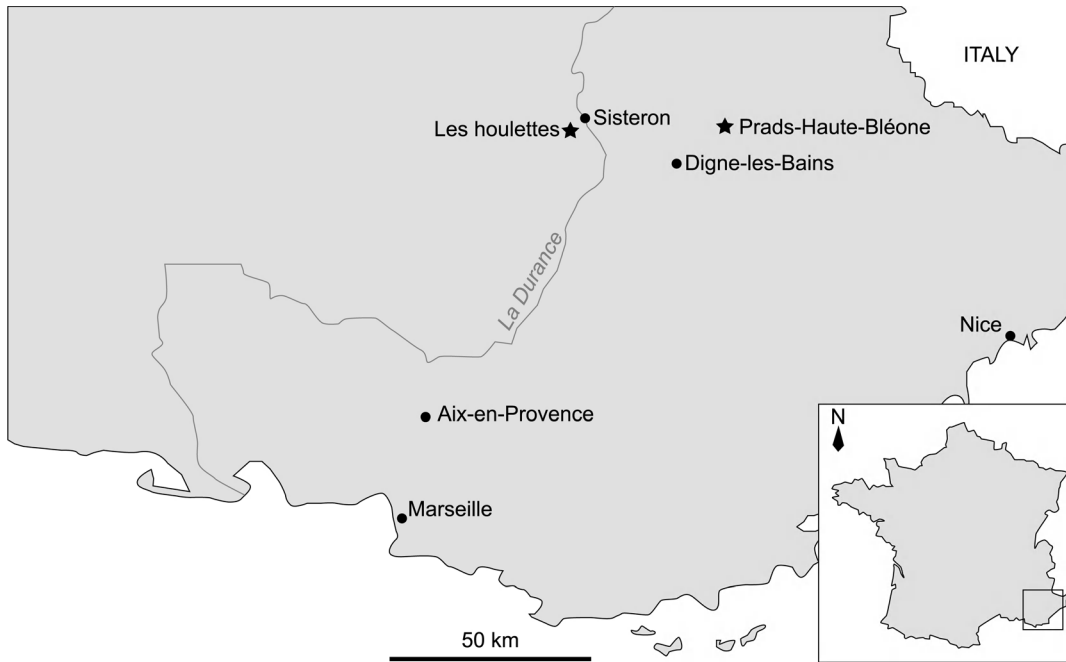 ITALY
Sisteron
Les houlettes
Prads-Haute-Bléone
Digne-les-Bains
La Durance
Nice
Aix-en-Provence
N
Marseille
50 km